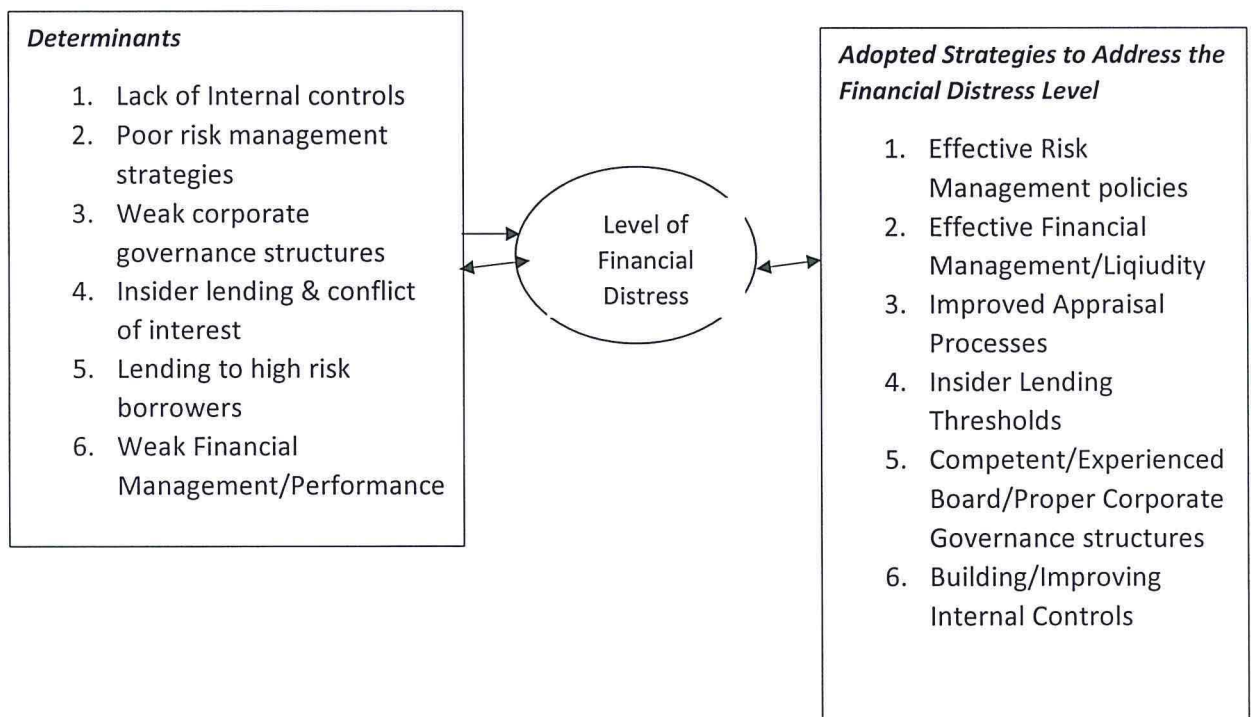 Determinants
1. Lack of Internal controls
2. Poor risk management
strategies
3. Weak corporate
governance structures
4. Insider lending & conflict
of interest
5. Lending to high risk
borrowers
6. Weak Financial
Management/Performance
Level of
Financial
Distress
Adopted Strategies to Address the
Financial Distress Level
1. Effective Risk
Management policies
2. Effective Financial
Management/Liqiudity
3. Improved Appraisal
Processes
4. Insider Lending
Thresholds
5. Competent/Experienced
Board/Proper Corporate
Governance structures
6. Building/Improving
Internal Controls